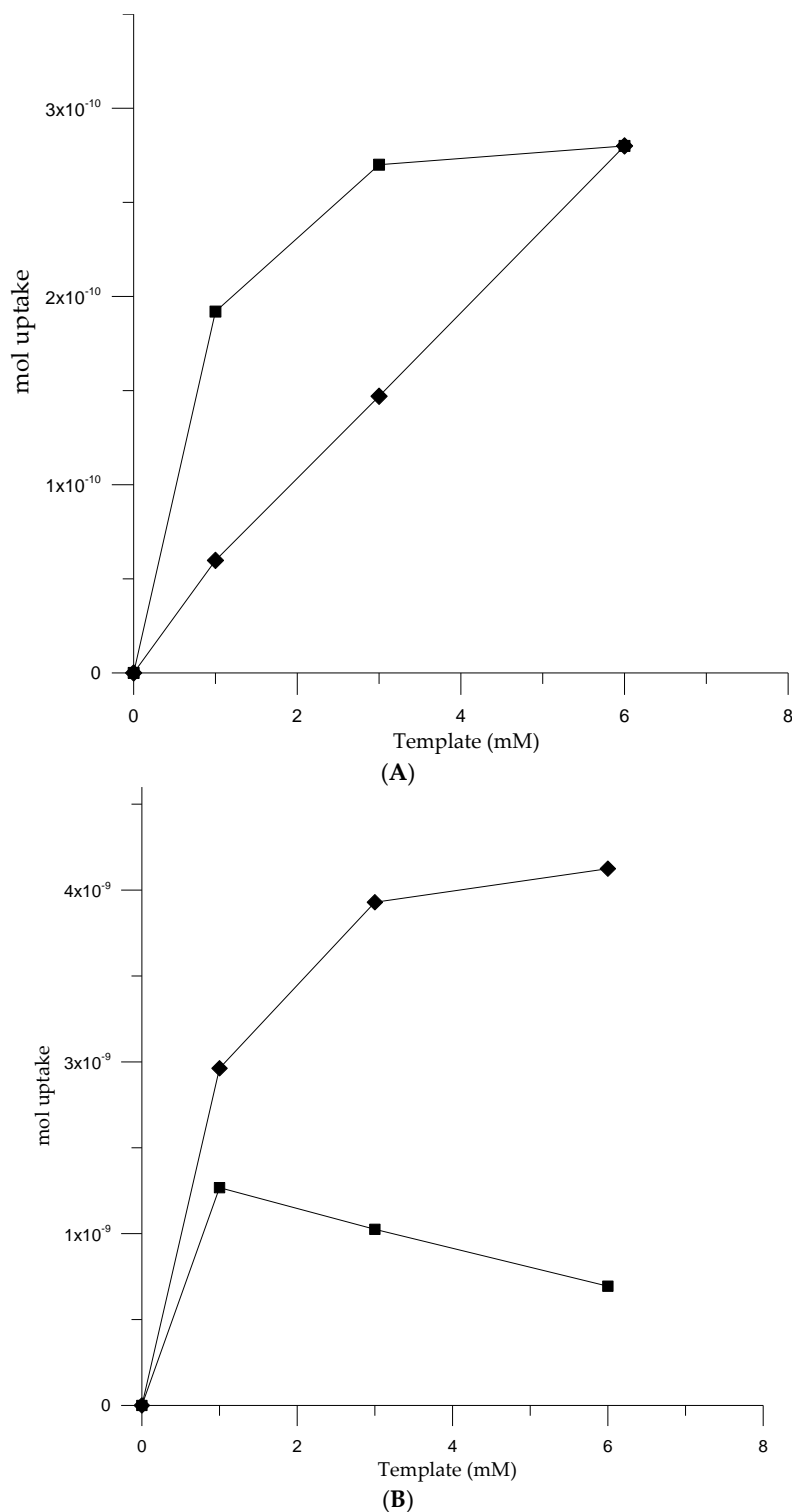 3x10⁻¹⁰
2x10⁻¹⁰
1x10⁻¹⁰
0
mol uptake
0 2 4 6 8
Template (mM)
(A)
4x10⁻⁹
3x10⁻⁹
1x10⁻⁹
0
mol uptake
0 2 4 6 8
Template (mM)
(B)